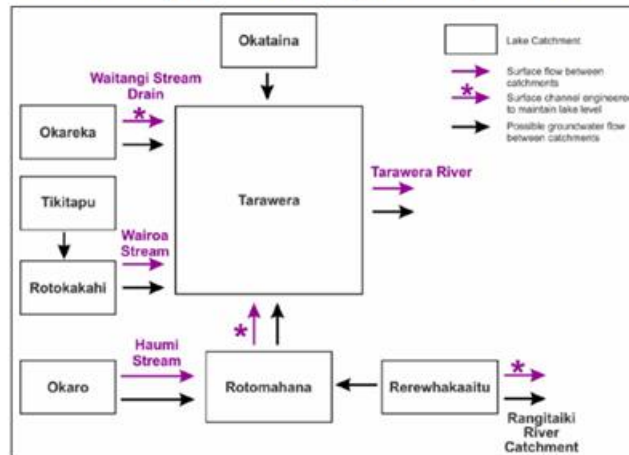 Okataina
Lake Catchment
Waitangi Stream
Drain
Surface flow between
catchments
*
Surface channel engineered
to maintain lake level
*
Okareka
Possible groundwater flow
between catchments
Tarawera
Tarawera River
Tikitapu
Wairoa
Stream
Rotokakahi
*
Haumi
Stream
Okaro
Rotomahana
Rerewhakaaitu
*
Rangitaiki
River
Catchment